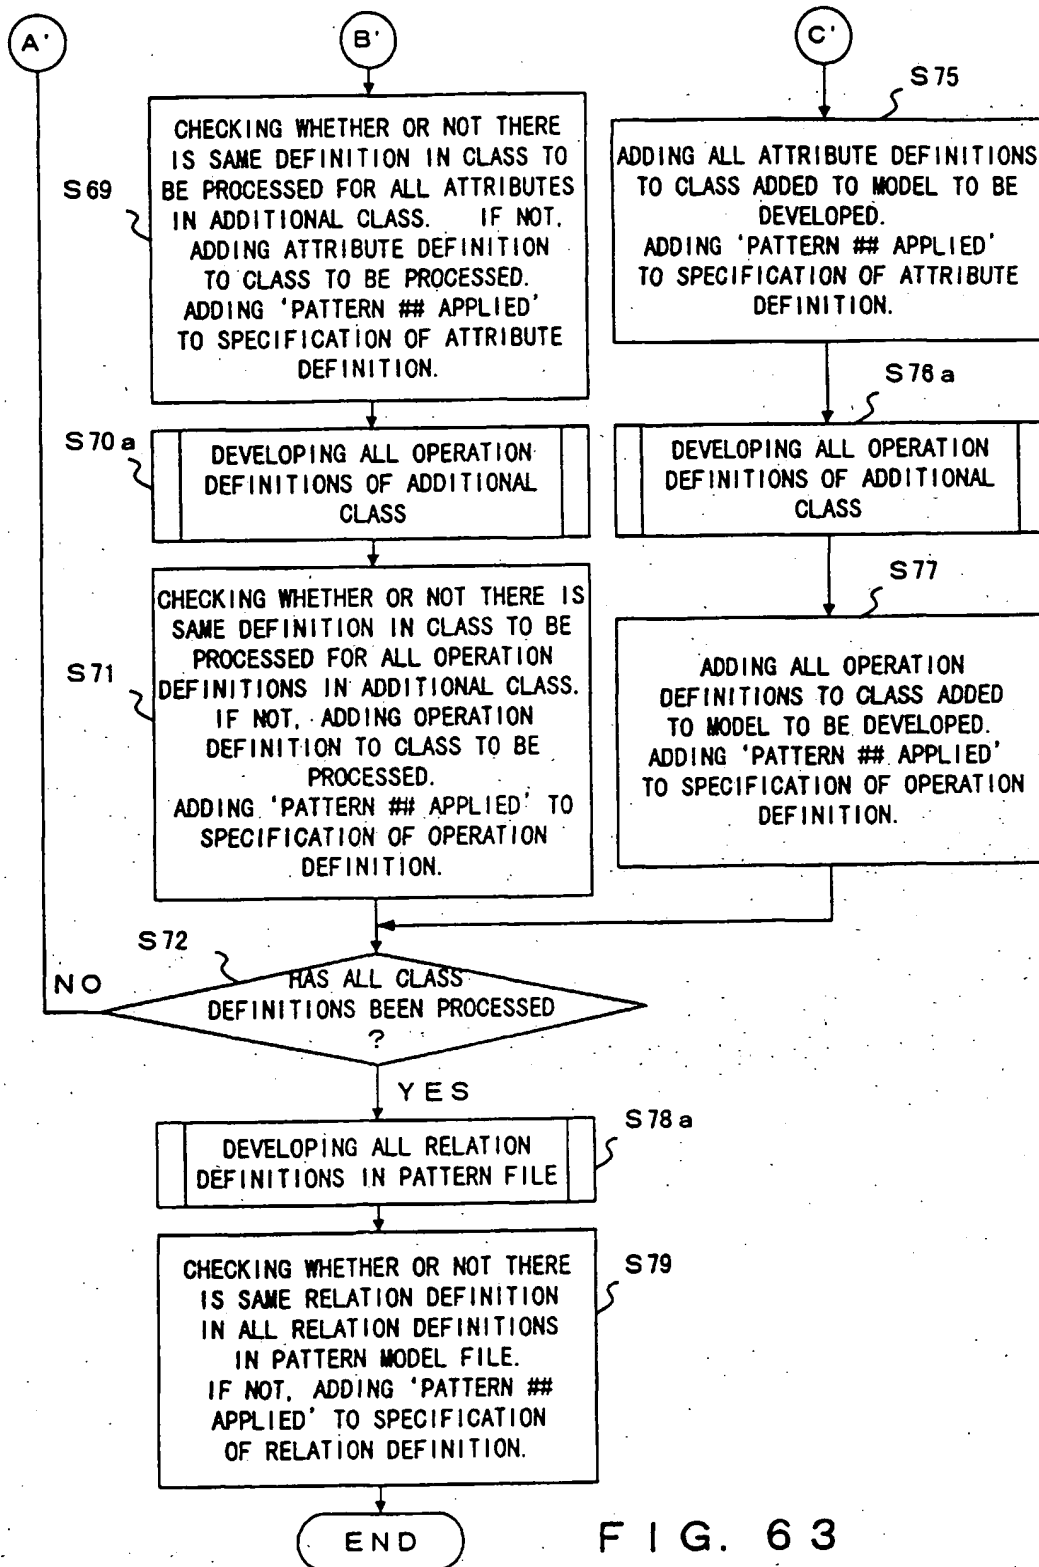 A'
B'
C'
S69
CHECKING WHETHER OR NOT THERE
IS SAME DEFINITION IN CLASS TO
BE PROCESSED FOR ALL ATTRIBUTES
IN ADDITIONAL CLASS. IF NOT,
ADDING ATTRIBUTE DEFINITION
TO CLASS TO BE PROCESSED.
ADDING 'PATTERN ## APPLIED'
TO SPECIFICATION OF ATTRIBUTE
DEFINITION.
S75
ADDING ALL ATTRIBUTE DEFINITIONS
TO CLASS ADDED TO MODEL TO BE
DEVELOPED.
ADDING 'PATTERN ## APPLIED'
TO SPECIFICATION OF ATTRIBUTE
DEFINITION.
S70a
DEVELOPING ALL OPERATION
DEFINITIONS OF ADDITIONAL
CLASS
S76a
DEVELOPING ALL OPERATION
DEFINITIONS OF ADDITIONAL
CLASS
S71
CHECKING WHETHER OR NOT THERE IS
SAME DEFINITION IN CLASS TO BE
PROCESSED FOR ALL OPERATION
DEFINITIONS IN ADDITIONAL CLASS.
IF NOT, ADDING OPERATION
DEFINITION TO CLASS TO BE
PROCESSED.
ADDING 'PATTERN ## APPLIED' TO
SPECIFICATION OF OPERATION
DEFINITION.
S77
ADDING ALL OPERATION
DEFINITIONS TO CLASS ADDED
TO MODEL TO BE DEVELOPED.
ADDING 'PATTERN ## APPLIED'
TO SPECIFICATION OF OPERATION
DEFINITION.
S72
NO
HAS ALL CLASS
DEFINITIONS BEEN PROCESSED
?
YES
S78a
DEVELOPING ALL RELATION
DEFINITIONS IN PATTERN FILE
S79
CHECKING WHETHER OR NOT THERE
IS SAME RELATION DEFINITION
IN ALL RELATION DEFINITIONS
IN PATTERN MODEL FILE.
IF NOT, ADDING 'PATTERN ##
APPLIED' TO SPECIFICATION
OF RELATION DEFINITION.
END
FIG. 63